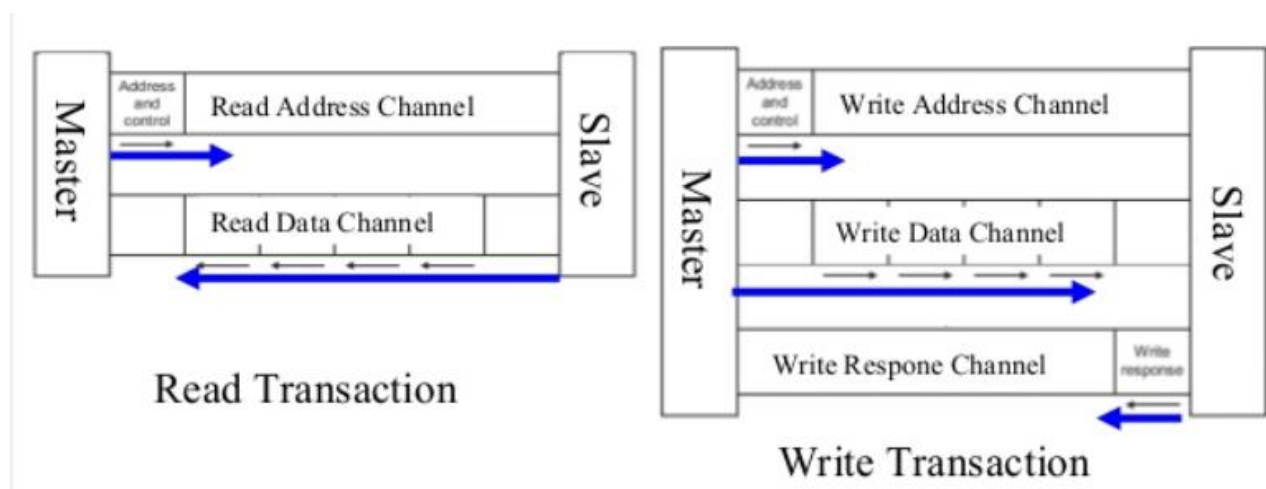 Master
Address
and
control
Read Address Channel
Read Data Channel
Slave
Read Transaction
Master
Address
and
control
Write Address Channel
Write Data Channel
Write Respone Channel
Write
response
Slave
Write Transaction